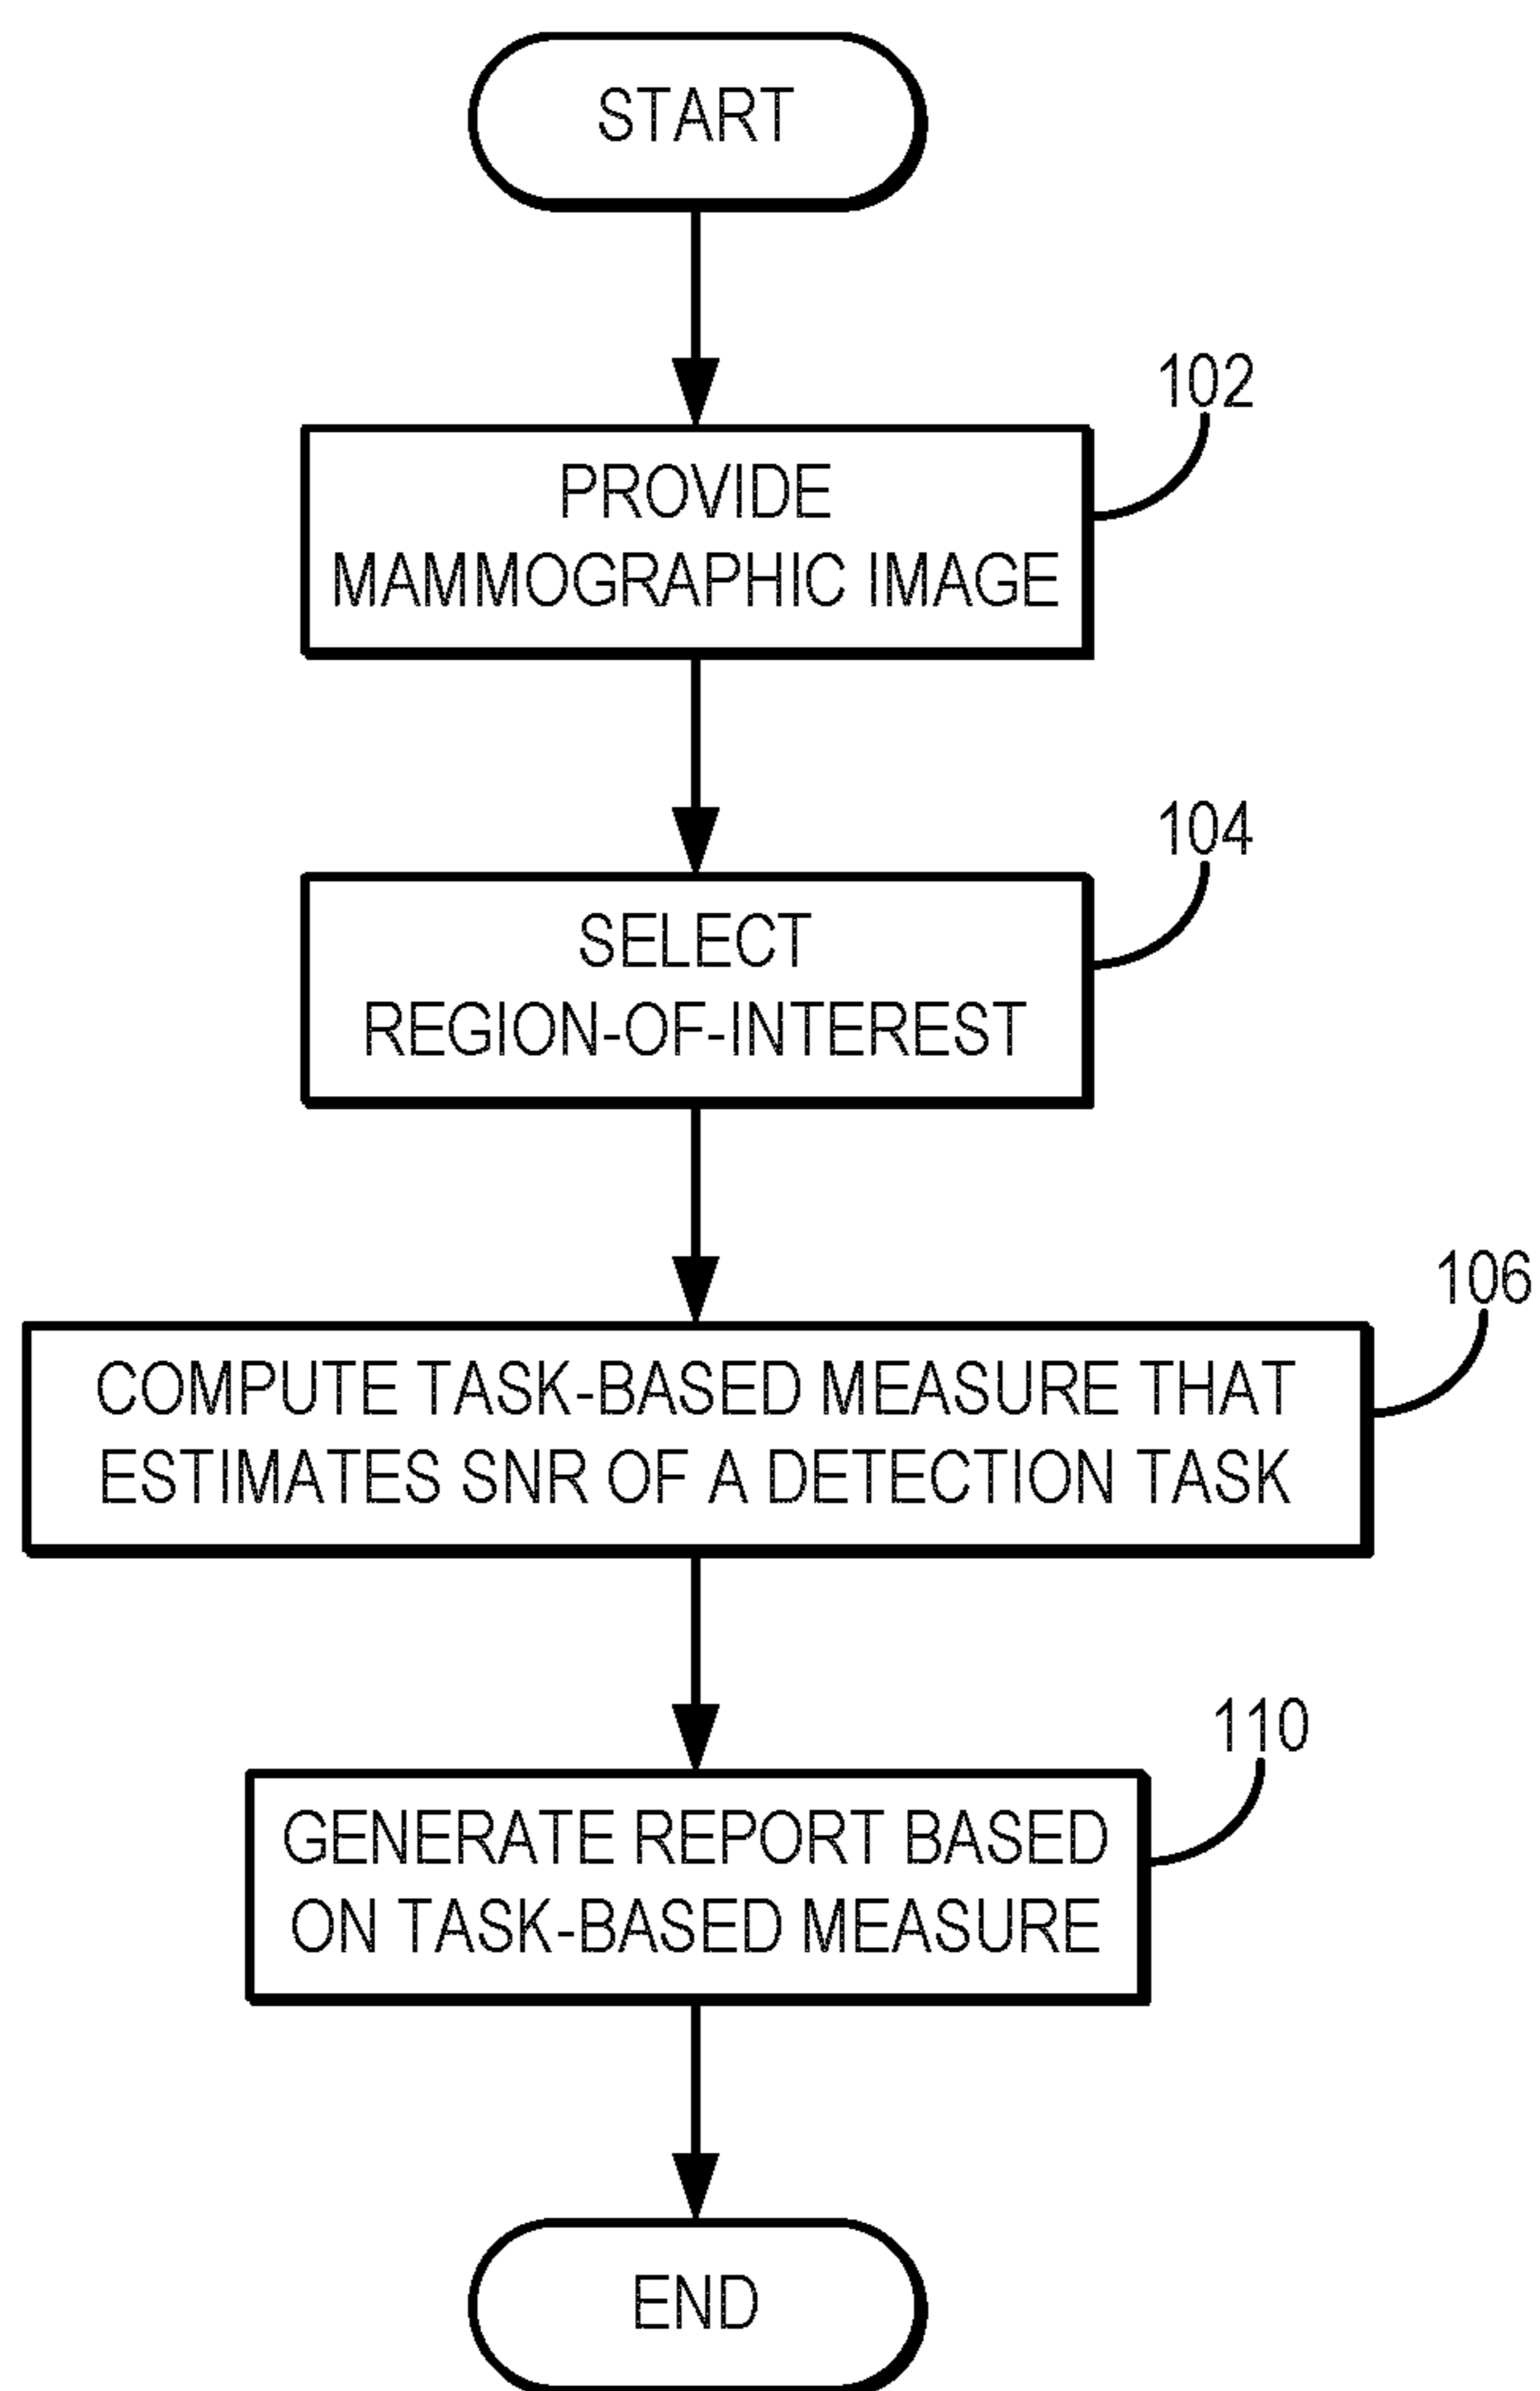 START
102
PROVIDE
MAMMOGRAPHIC IMAGE
104
SELECT
REGION-OF-INTEREST
106
COMPUTE TASK-BASED MEASURE THAT
ESTIMATES SNR OF A DETECTION TASK
110
GENERATE REPORT BASED
ON TASK-BASED MEASURE
END